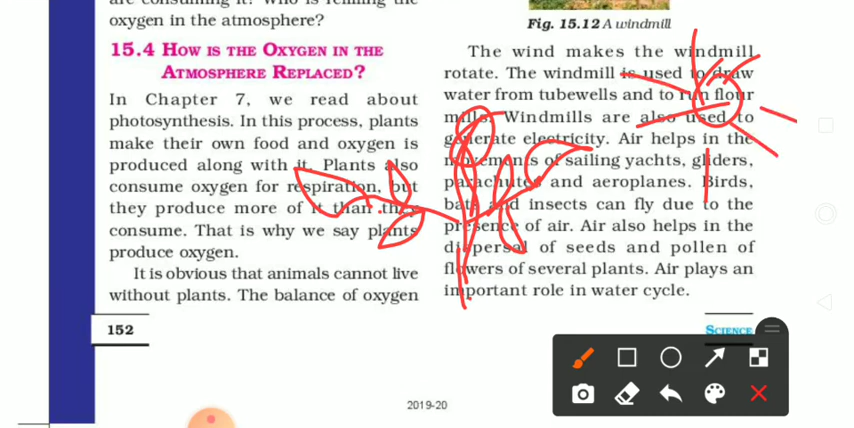 are consuming it? Who is refilling the
oxygen in the atmosphere?
15.4 HOW IS THE OXYGEN IN THE
ATMOSPHERE REPLACED?
In Chapter 7, we read about
photosynthesis. In this process, plants
make their own food and oxygen is
produced along with it. Plants also
consume oxygen for respiration, but
they produce more of it than they
consume. That is why we say plants
produce oxygen.
It is obvious that animals cannot live
without plants. The balance of oxygen
152
Fig. 15.12 A windmill
The wind makes the windmill
rotate. The windmill is used to draw
water from tubewells and to run flour
mills. Windmills are also used to
generate electricity. Air helps in the
movements of sailing yachts, gliders,
parachutes and aeroplanes. Birds,
bats and insects can fly due to the
presence of air. Air also helps in the
dispersal of seeds and pollen of
flowers of several plants. Air plays an
important role in water cycle.
SCIENCE
2019-20